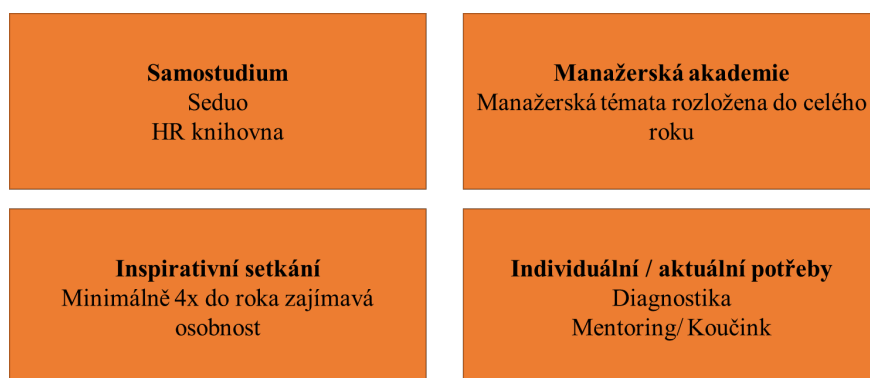 Samostudium
Seduo
HR knihovna
Manažerská akademie
Manažerská témata rozložena do celého
roku
Inspirativní setkání
Minimálně 4x do roka zajímavá
osobnost
Individuální / aktuální potřeby
Diagnostika
Mentoring/ Koučink